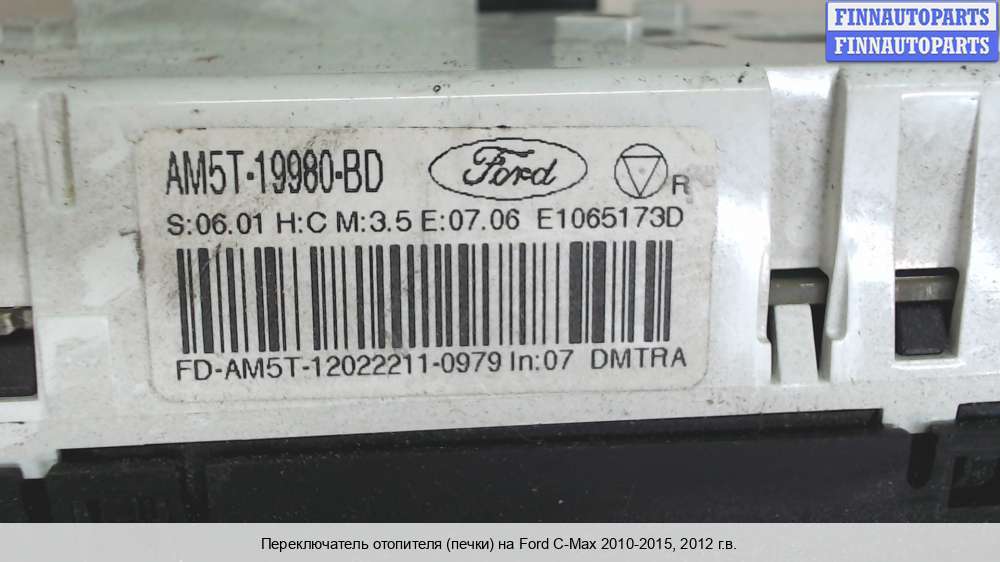 FINNAUTOPARTS
FINNAUTOPARTS
AM5T-19980-BD Ford R
S:06.01 H:C M:3.5 E:07.06 E1065173D
FD-AM5T-12022211-0979 In:07 DMTRA
Переключатель отопителя (печки) на Ford C-Max 2010-2015, 2012 г.в.